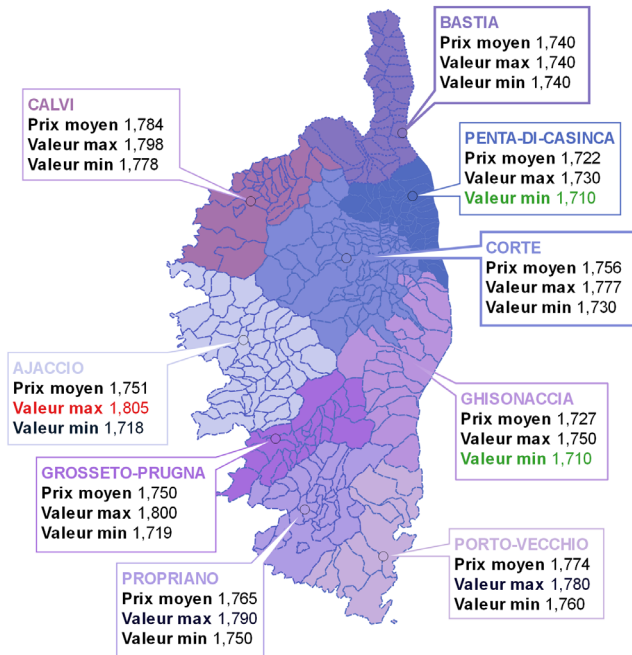 BASTIA
Prix moyen 1,740
Valeur max 1,740
Valeur min 1,740
CALVI
Prix moyen 1,784
Valeur max 1,798
Valeur min 1,778
PENTA-DI-CASINCA
Prix moyen 1,722
Valeur max 1,730
Valeur min 1,710
CORTE
Prix moyen 1,756
Valeur max 1,777
Valeur min 1,730
AJACCIO
Prix moyen 1,751
Valeur max 1,805
Valeur min 1,718
GHISONACCIA
Prix moyen 1,727
Valeur max 1,750
Valeur min 1,710
GROSSETO-PRUGNA
Prix moyen 1,750
Valeur max 1,800
Valeur min 1,719
PORTO-VECCHIO
Prix moyen 1,774
Valeur max 1,780
Valeur min 1,760
PROPRIANO
Prix moyen 1,765
Valeur max 1,790
Valeur min 1,750